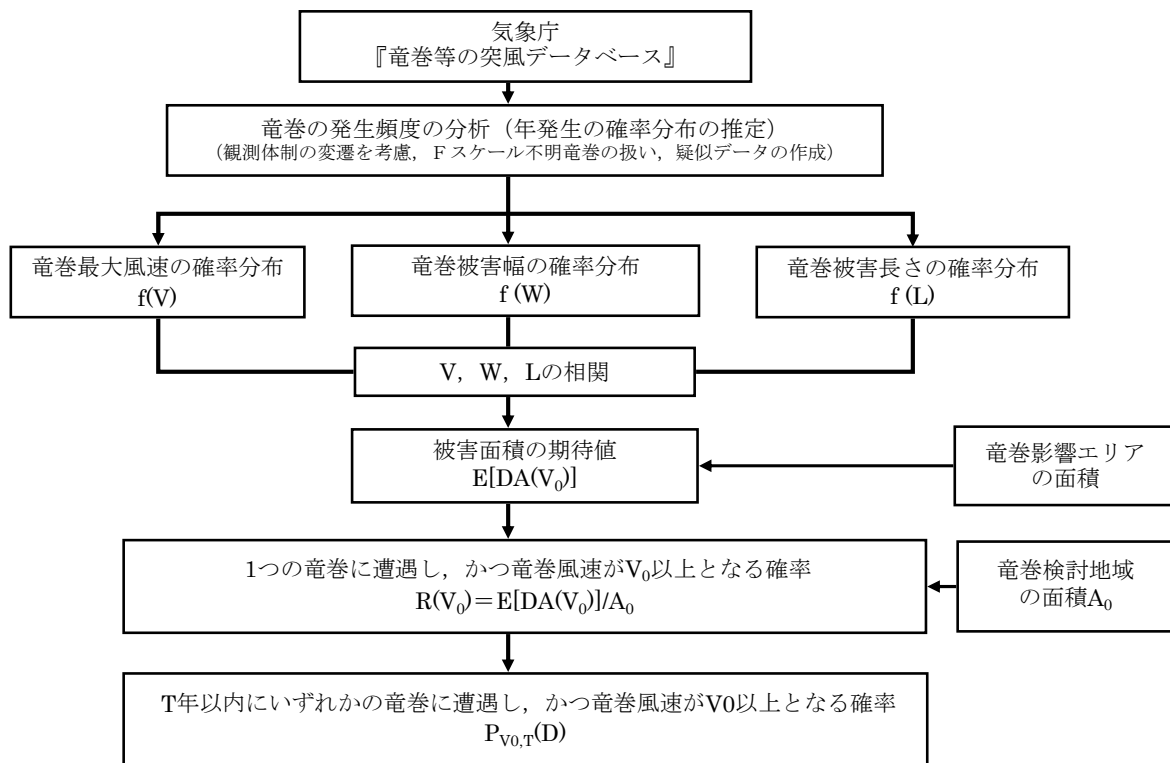 気象庁
『竜巻等の突風データベース』
竜巻の発生頻度の分析（年発生の確率分布の推定）
（観測体制の変遷を考慮，Ｆスケール不明竜巻の扱い，疑似データの作成）
竜巻最大風速の確率分布
f(V)
竜巻被害幅の確率分布
f (W)
竜巻被害長さの確率分布
f (L)
V，W，Lの相関
被害面積の期待値
E[DA(V₀)]
竜巻影響エリア
の面積
1つの竜巻に遭遇し，かつ竜巻風速がV₀以上となる確率
R(V₀)＝E[DA(V₀)]/A₀
竜巻検討地域
の面積A₀
T年以内にいずれかの竜巻に遭遇し，かつ竜巻風速がV0以上となる確率
P_{V0,T}(D)